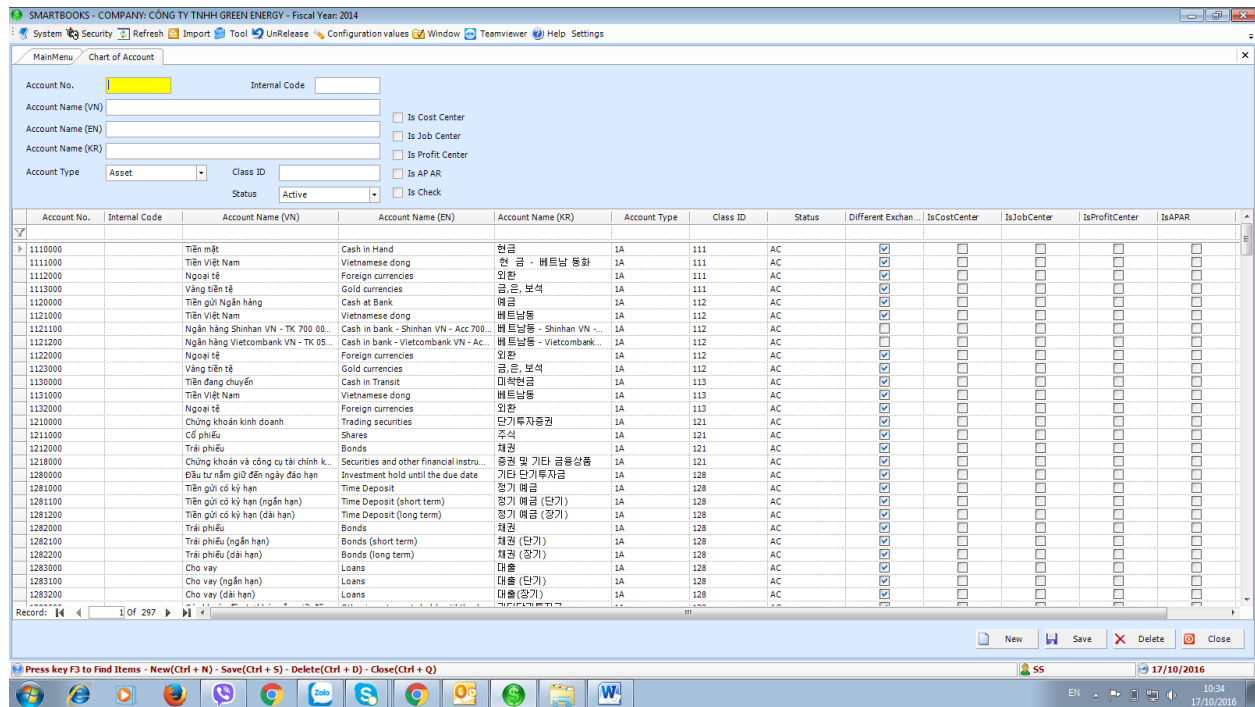 SMARTBOOKS - COMPANY: CÔNG TY TNHH GREEN ENERGY - Fiscal Year: 2014
System Security Refresh Import Tool UnRelease Configuration values Window Teamviewer Help Settings
MainMenu Chart of Account
Account No. Internal Code
Account Name (VN)
Is Cost Center
Account Name (EN)
Is Job Center
Account Name (KR)
Is Profit Center
Account Type Asset Class ID
Is AP AR
Status Active
Is Check
Account No. Internal Code Account Name (VN) Account Name (EN) Account Name (KR) Account Type Class ID Status Different Exchan... IsCostCenter IsJobCenter IsProfitCenter IsAPAR
1110000 Tiền mặt Cash in Hand 현금 1A 111 AC
1111000 Tiền Việt Nam Vietnamese dong 현 금 - 베트남 동화 1A 111 AC
1112000 Ngoại tệ Foreign currencies 외환 1A 111 AC
1113000 Vàng tiền tệ Gold currencies 금,은, 보석 1A 111 AC
1120000 Tiền gửi Ngân hàng Cash at Bank 예금 1A 112 AC
1121000 Tiền Việt Nam Vietnamese dong 베트남동 1A 112 AC
1121100 Ngân hàng Shinhan VN - TK 700 00... Cash in bank - Shinhan VN - Acc 700... 베트남동 - Shinhan VN -... 1A 112 AC
1121200 Ngân hàng Vietcombank VN - TK 05... Cash in bank - Vietcombank VN - Ac... 베트남동 - Vietcombank... 1A 112 AC
1122000 Ngoại tệ Foreign currencies 외환 1A 112 AC
1123000 Vàng tiền tệ Gold currencies 금,은, 보석 1A 112 AC
1130000 Tiền đang chuyển Cash in Transit 미착현금 1A 113 AC
1131000 Tiền Việt Nam Vietnamese dong 베트남동 1A 113 AC
1132000 Ngoại tệ Foreign currencies 외환 1A 113 AC
1210000 Chứng khoán kinh doanh Trading securities 단기투자증권 1A 121 AC
1211000 Cổ phiếu Shares 주식 1A 121 AC
1212000 Trái phiếu Bonds 채권 1A 121 AC
1218000 Chứng khoán và công cụ tài chính k... Securities and other financial instru... 증권 및 기타 금융상품 1A 121 AC
1280000 Đầu tư nắm giữ đến ngày đáo hạn Investment hold until the due date 기타 단기투자금 1A 128 AC
1281000 Tiền gửi có kỳ hạn Time Deposit 정기 예금 1A 128 AC
1281100 Tiền gửi có kỳ hạn (ngắn hạn) Time Deposit (short term) 정기 예금 (단기) 1A 128 AC
1281200 Tiền gửi có kỳ hạn (dài hạn) Time Deposit (long term) 정기 예금 (장기) 1A 128 AC
1282000 Trái phiếu Bonds 채권 1A 128 AC
1282100 Trái phiếu (ngắn hạn) Bonds (short term) 채권 (단기) 1A 128 AC
1282200 Trái phiếu (dài hạn) Bonds (long term) 채권 (장기) 1A 128 AC
1283000 Cho vay Loans 대출 1A 128 AC
1283100 Cho vay (ngắn hạn) Loans 대출 (단기) 1A 128 AC
1283200 Cho vay (dài hạn) Loans 대출(장기) 1A 128 AC
Record: 1 Of 297
New Save Delete Close
Press key F3 to Find Items - New(Ctrl + N) - Save(Ctrl + S) - Delete(Ctrl + D) - Close(Ctrl + Q) SS 17/10/2016
Zalo EN 10:34
17/10/2016